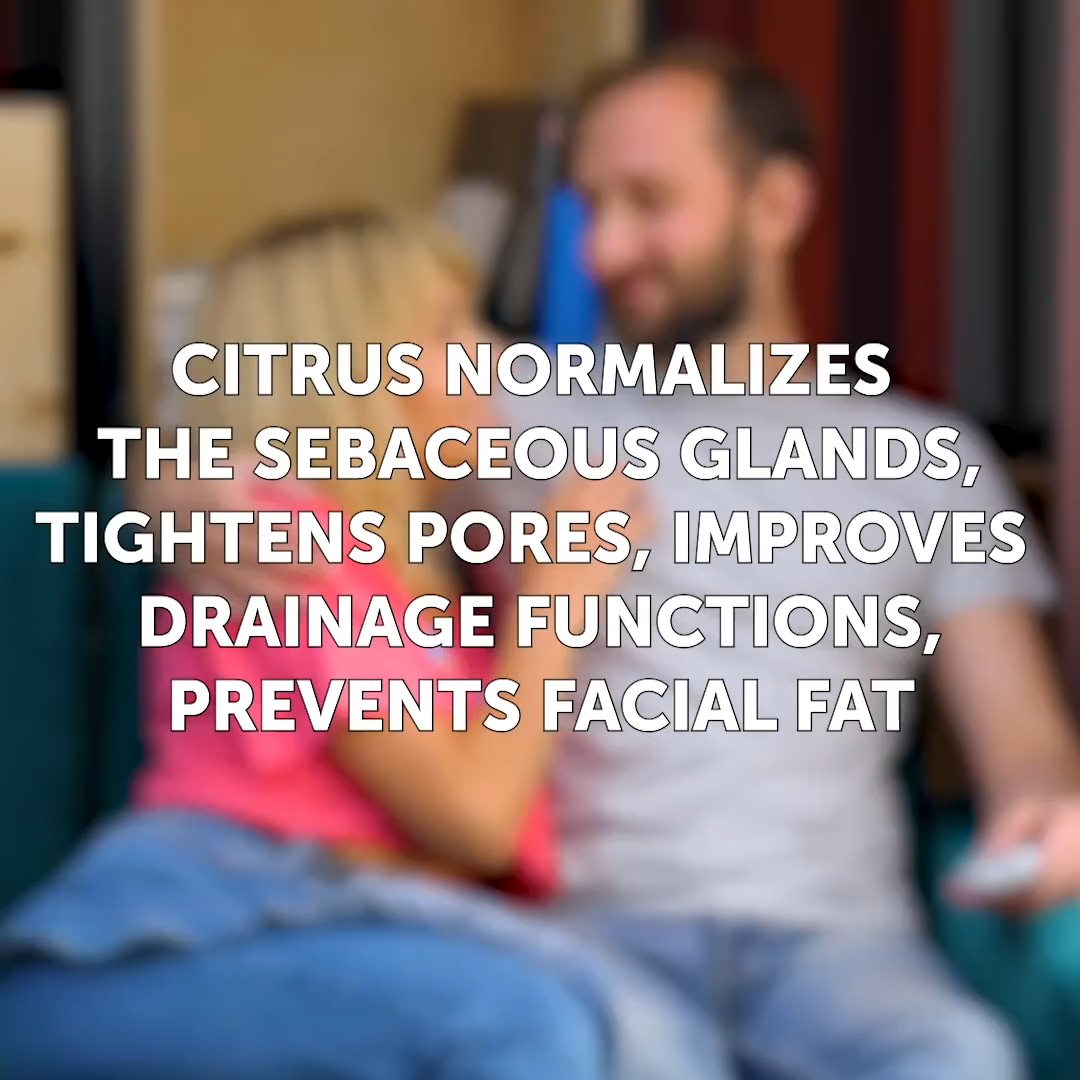 CITRUS NORMALIZES
THE SEBACEOUS GLANDS,
TIGHTENS PORES, IMPROVES
DRAINAGE FUNCTIONS,
PREVENTS FACIAL FAT